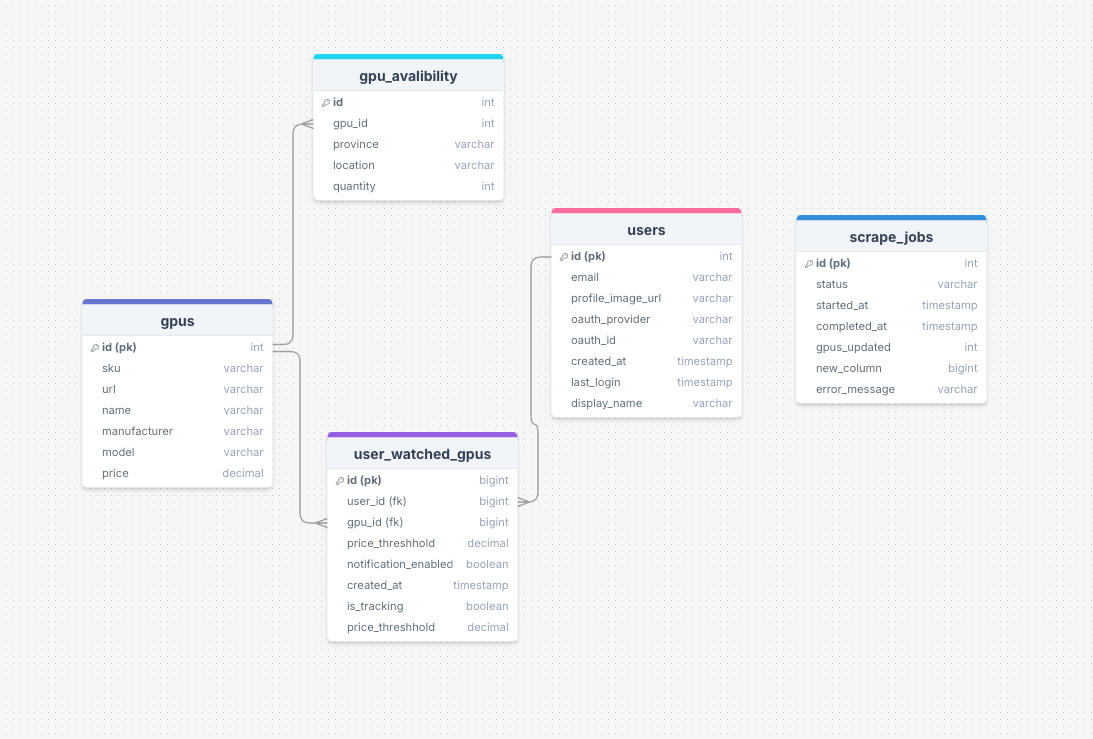 gpu_avalibility
id int
gpu_id int
province varchar
location varchar
quantity int
users
id (pk) int
email varchar
profile_image_url varchar
oauth_provider varchar
oauth_id varchar
created_at timestamp
last_login timestamp
display_name varchar
scrape_jobs
id (pk) int
status varchar
started_at timestamp
completed_at timestamp
gpus_updated int
new_column bigint
error_message varchar
gpus
id (pk) int
sku varchar
url varchar
name varchar
manufacturer varchar
model varchar
price decimal
user_watched_gpus
id (pk) bigint
user_id (fk) bigint
gpu_id (fk) bigint
price_threshhold decimal
notification_enabled boolean
created_at timestamp
is_tracking boolean
price_threshhold decimal